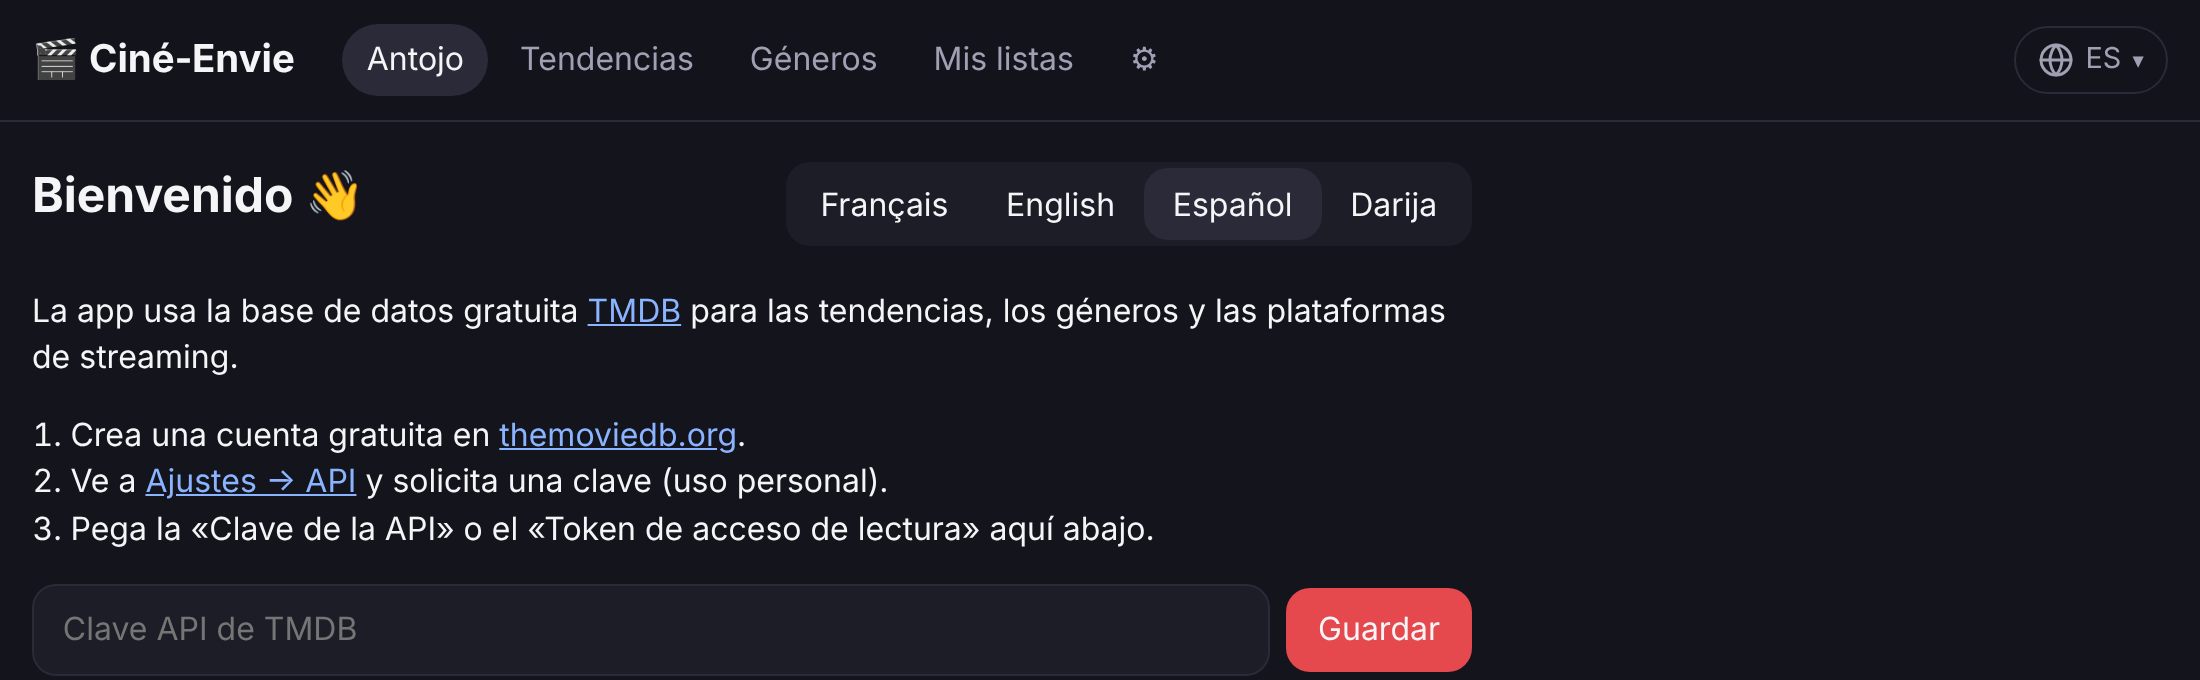 🎬 Ciné-Envie Antojo Tendencias Géneros Mis listas ⚙ ES ▾
Bienvenido 👋
Français English Español Darija
La app usa la base de datos gratuita TMDB para las tendencias, los géneros y las plataformas
de streaming.
1. Crea una cuenta gratuita en themoviedb.org.
2. Ve a Ajustes → API y solicita una clave (uso personal).
3. Pega la «Clave de la API» o el «Token de acceso de lectura» aquí abajo.
Clave API de TMDB
Guardar